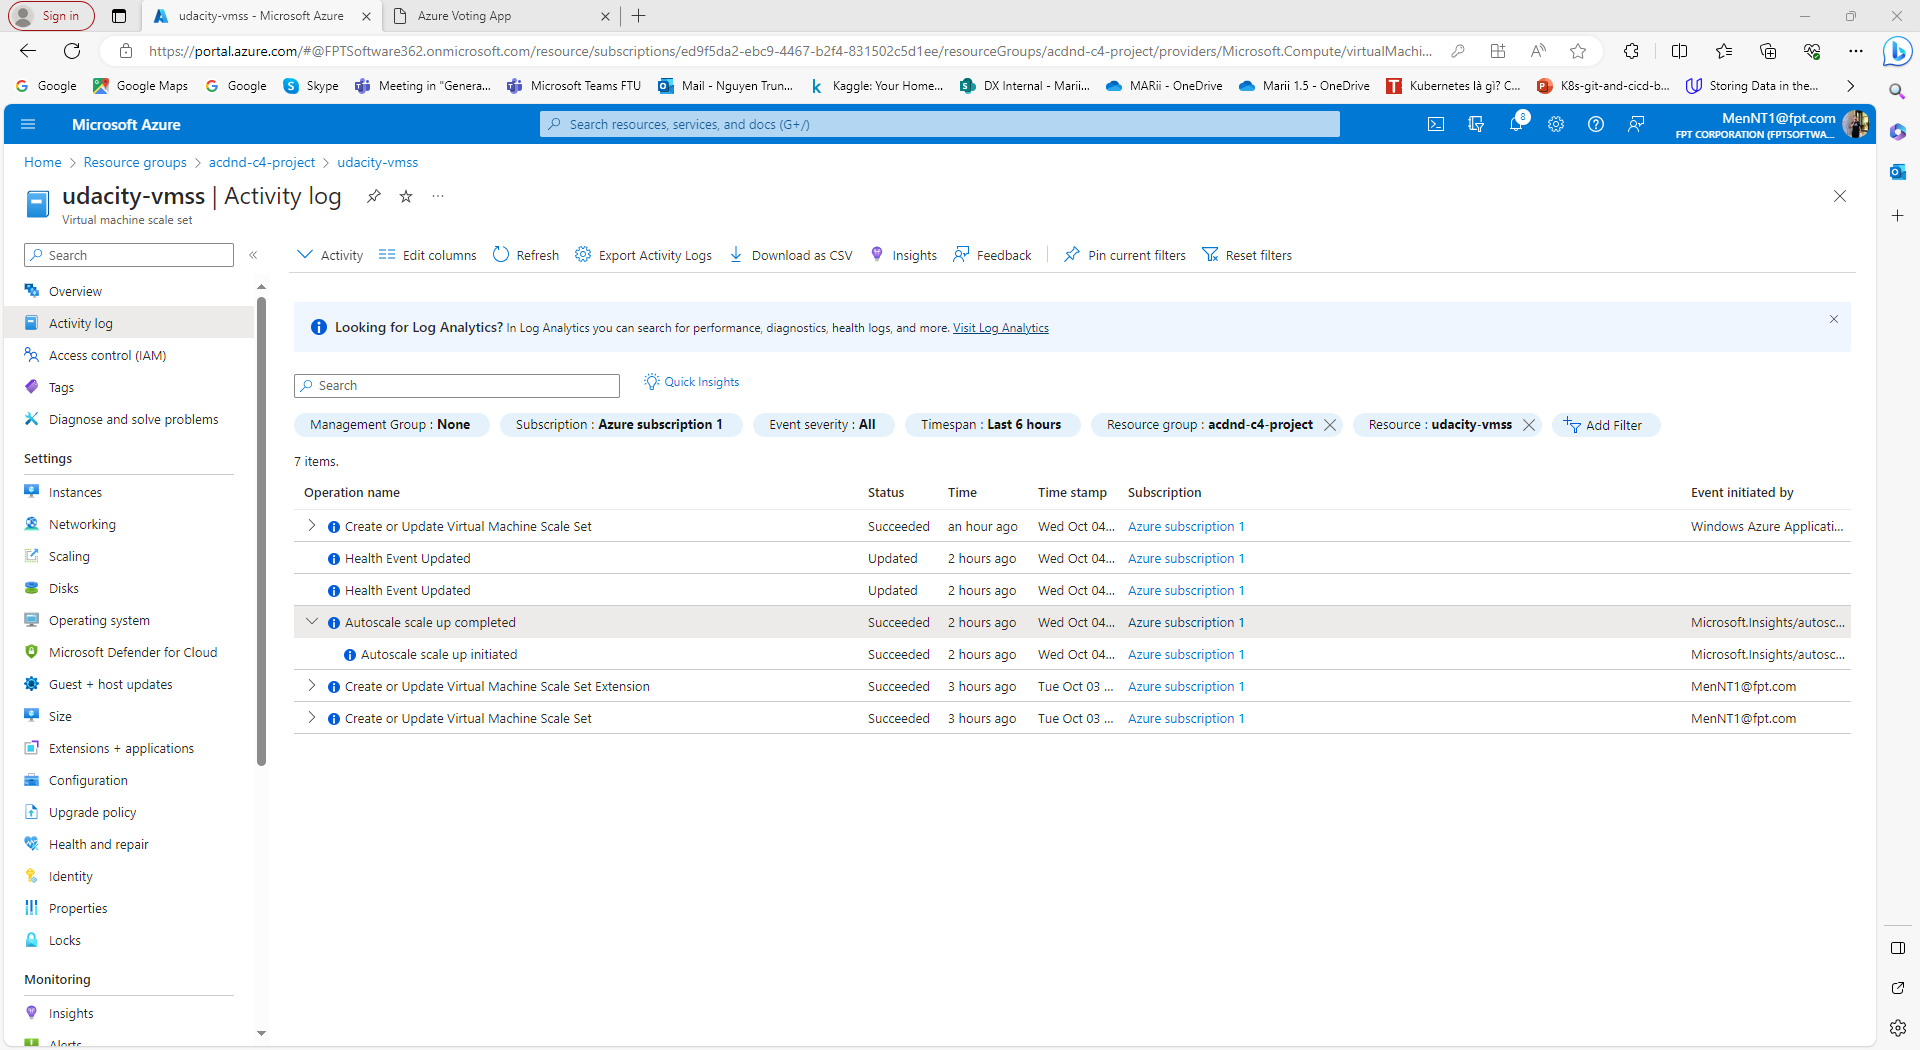 Sign in
udacity-vmss - Microsoft Azure
Azure Voting App
https://portal.azure.com/#@FPTSoftware362.onmicrosoft.com/resource/subscriptions/ed9f5da2-ebc9-4467-b2f4-831502c5d1ee/resourceGroups/acdnd-c4-project/providers/Microsoft.Compute/virtualMachi...
Google
Google Maps
Google
Skype
Meeting in "Genera...
Microsoft Teams FTU
Mail - Nguyen Trun...
Kaggle: Your Home...
DX Internal - Marii...
MARii - OneDrive
Marii 1.5 - OneDrive
Kubernetes là gì? C...
K8s-git-and-cicd-b...
Storing Data in the...
Microsoft Azure
Search resources, services, and docs (G+/)
8
MenNT1@fpt.com
FPT CORPORATION (FPTSOFTWA...
Home > Resource groups > acdnd-c4-project > udacity-vmss
udacity-vmss | Activity log
Virtual machine scale set
Search
Activity
Edit columns
Refresh
Export Activity Logs
Download as CSV
Insights
Feedback
Pin current filters
Reset filters
Overview
Activity log
Access control (IAM)
Tags
Diagnose and solve problems
Settings
Instances
Networking
Scaling
Disks
Operating system
Microsoft Defender for Cloud
Guest + host updates
Size
Extensions + applications
Configuration
Upgrade policy
Health and repair
Identity
Properties
Locks
Monitoring
Insights
Alerts
Looking for Log Analytics? In Log Analytics you can search for performance, diagnostics, health logs, and more. Visit Log Analytics
Search
Quick Insights
Management Group : None
Subscription : Azure subscription 1
Event severity : All
Timespan : Last 6 hours
Resource group : acdnd-c4-project
Resource : udacity-vmss
Add Filter
7 items.
Operation name Status Time Time stamp Subscription Event initiated by
Create or Update Virtual Machine Scale Set Succeeded an hour ago Wed Oct 04... Azure subscription 1 Windows Azure Applicati...
Health Event Updated Updated 2 hours ago Wed Oct 04... Azure subscription 1
Health Event Updated Updated 2 hours ago Wed Oct 04... Azure subscription 1
Autoscale scale up completed Succeeded 2 hours ago Wed Oct 04... Azure subscription 1 Microsoft.Insights/autosc...
Autoscale scale up initiated Succeeded 2 hours ago Wed Oct 04... Azure subscription 1 Microsoft.Insights/autosc...
Create or Update Virtual Machine Scale Set Extension Succeeded 3 hours ago Tue Oct 03 ... Azure subscription 1 MenNT1@fpt.com
Create or Update Virtual Machine Scale Set Succeeded 3 hours ago Tue Oct 03 ... Azure subscription 1 MenNT1@fpt.com